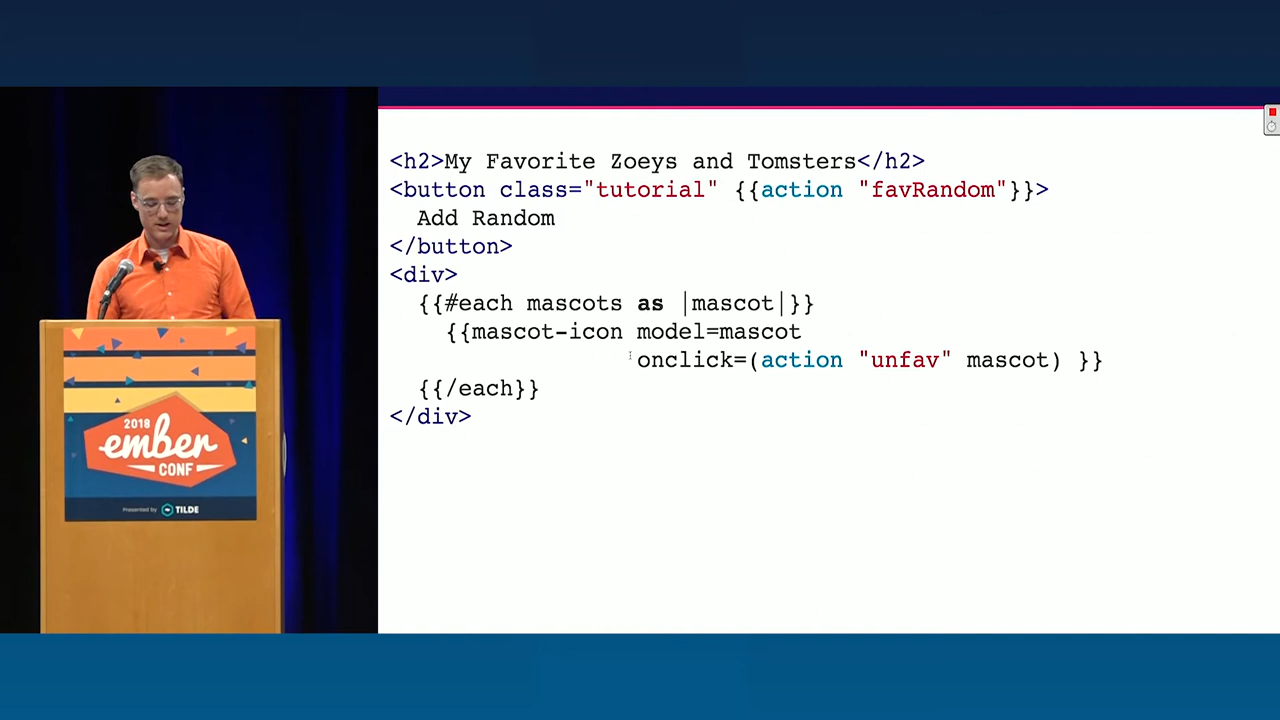 <h2>My Favorite Zoeys and Tomsters</h2>
<button class="tutorial" {{action "favRandom"}}>
  Add Random
</button>
<div>
  {{#each mascots as |mascot|}}
    {{mascot-icon model=mascot
                  onclick=(action "unfav" mascot) }}
  {{/each}}
</div>
2018
ember
CONF
Presented by TILDE